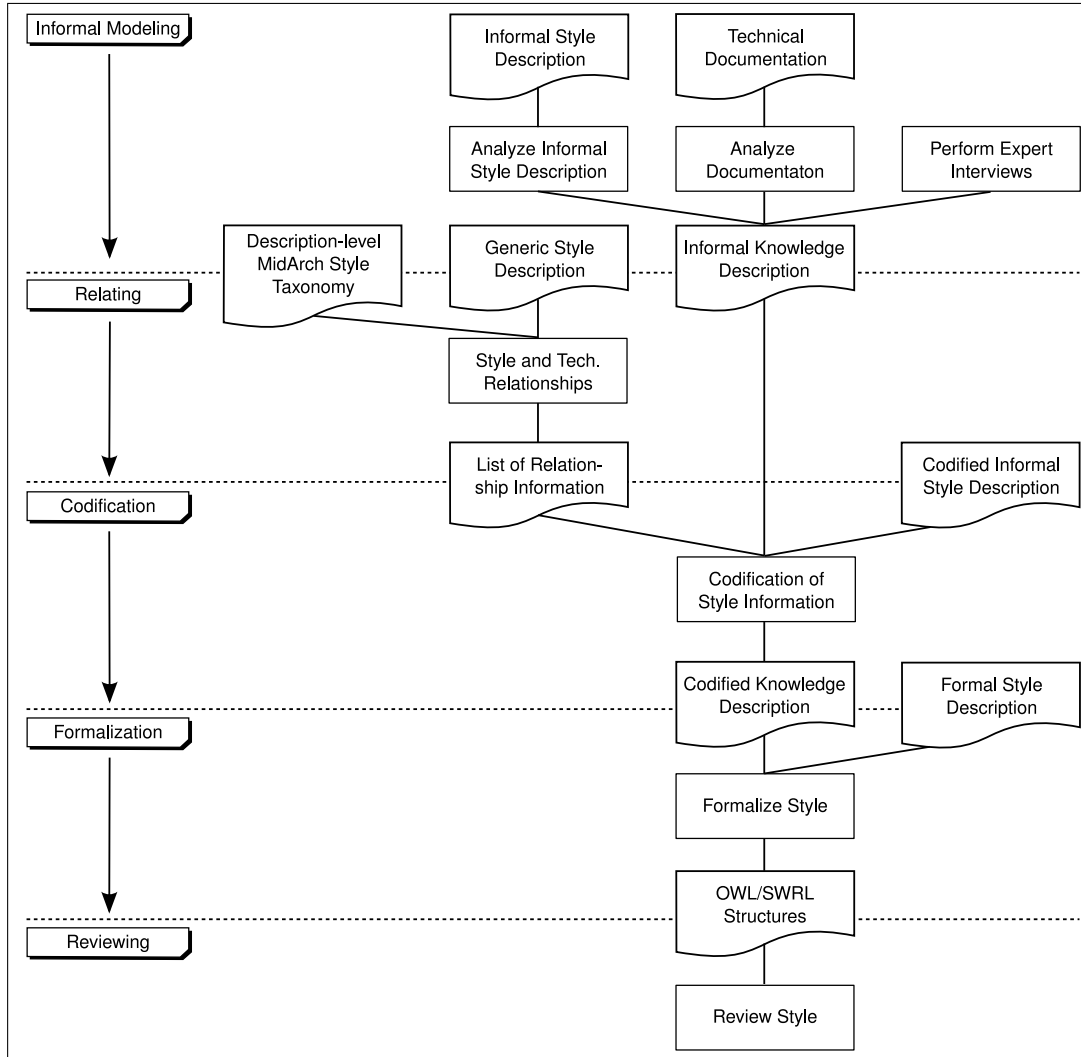 Informal Modeling
Informal Style
Description
Technical
Documentation
Analyze Informal
Style Description
Analyze
Documentaton
Perform Expert
Interviews
Description-level
MidArch Style
Taxonomy
Generic Style
Description
Informal Knowledge
Description
Relating
Style and Tech.
Relationships
List of Relation-
ship Information
Codified Informal
Style Description
Codification
Codification of
Style Information
Codified Knowledge
Description
Formal Style
Description
Formalization
Formalize Style
OWL/SWRL
Structures
Reviewing
Review Style